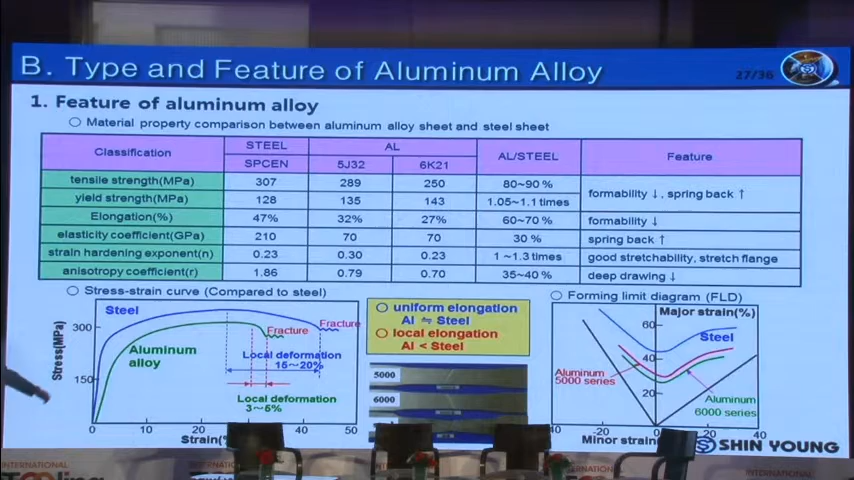 B. Type and Feature of Aluminum Alloy
27/36
1. Feature of aluminum alloy
○ Material property comparison between aluminum alloy sheet and steel sheet
Classification STEEL AL AL/STEEL Feature
SPCEN 5J32 6K21
tensile strength(MPa) 307 289 250 80~90 % formability ↓, spring back ↑
yield strength(MPa) 128 135 143 1.05~1.1 times
Elongation(%) 47% 32% 27% 60~70 % formability ↓
elasticity coefficient(GPa) 210 70 70 30 % spring back ↑
strain hardening exponent(n) 0.23 0.30 0.23 1 ~1.3 times good stretchability, stretch flange
anisotropy coefficient(r) 1.86 0.79 0.70 35~40 % deep drawing ↓
○ Stress-strain curve (Compared to steel)
Stress(MPa)
300
150
Steel
Aluminum
alloy
Fracture
Fracture
Local deformation
15~20%
Local deformation
3~5%
0 10 20 30 40 50
○ uniform elongation
Al ≒ Steel
○ local elongation
Al < Steel
5000
6000
○ Forming limit diagram (FLD)
Major strain(%)
60
40
20
Steel
Aluminum
5000 series
Aluminum
6000 series
-20 0 20 40
Minor strain
SHIN YOUNG
INTERNATIONAL
INTERNATIONAL